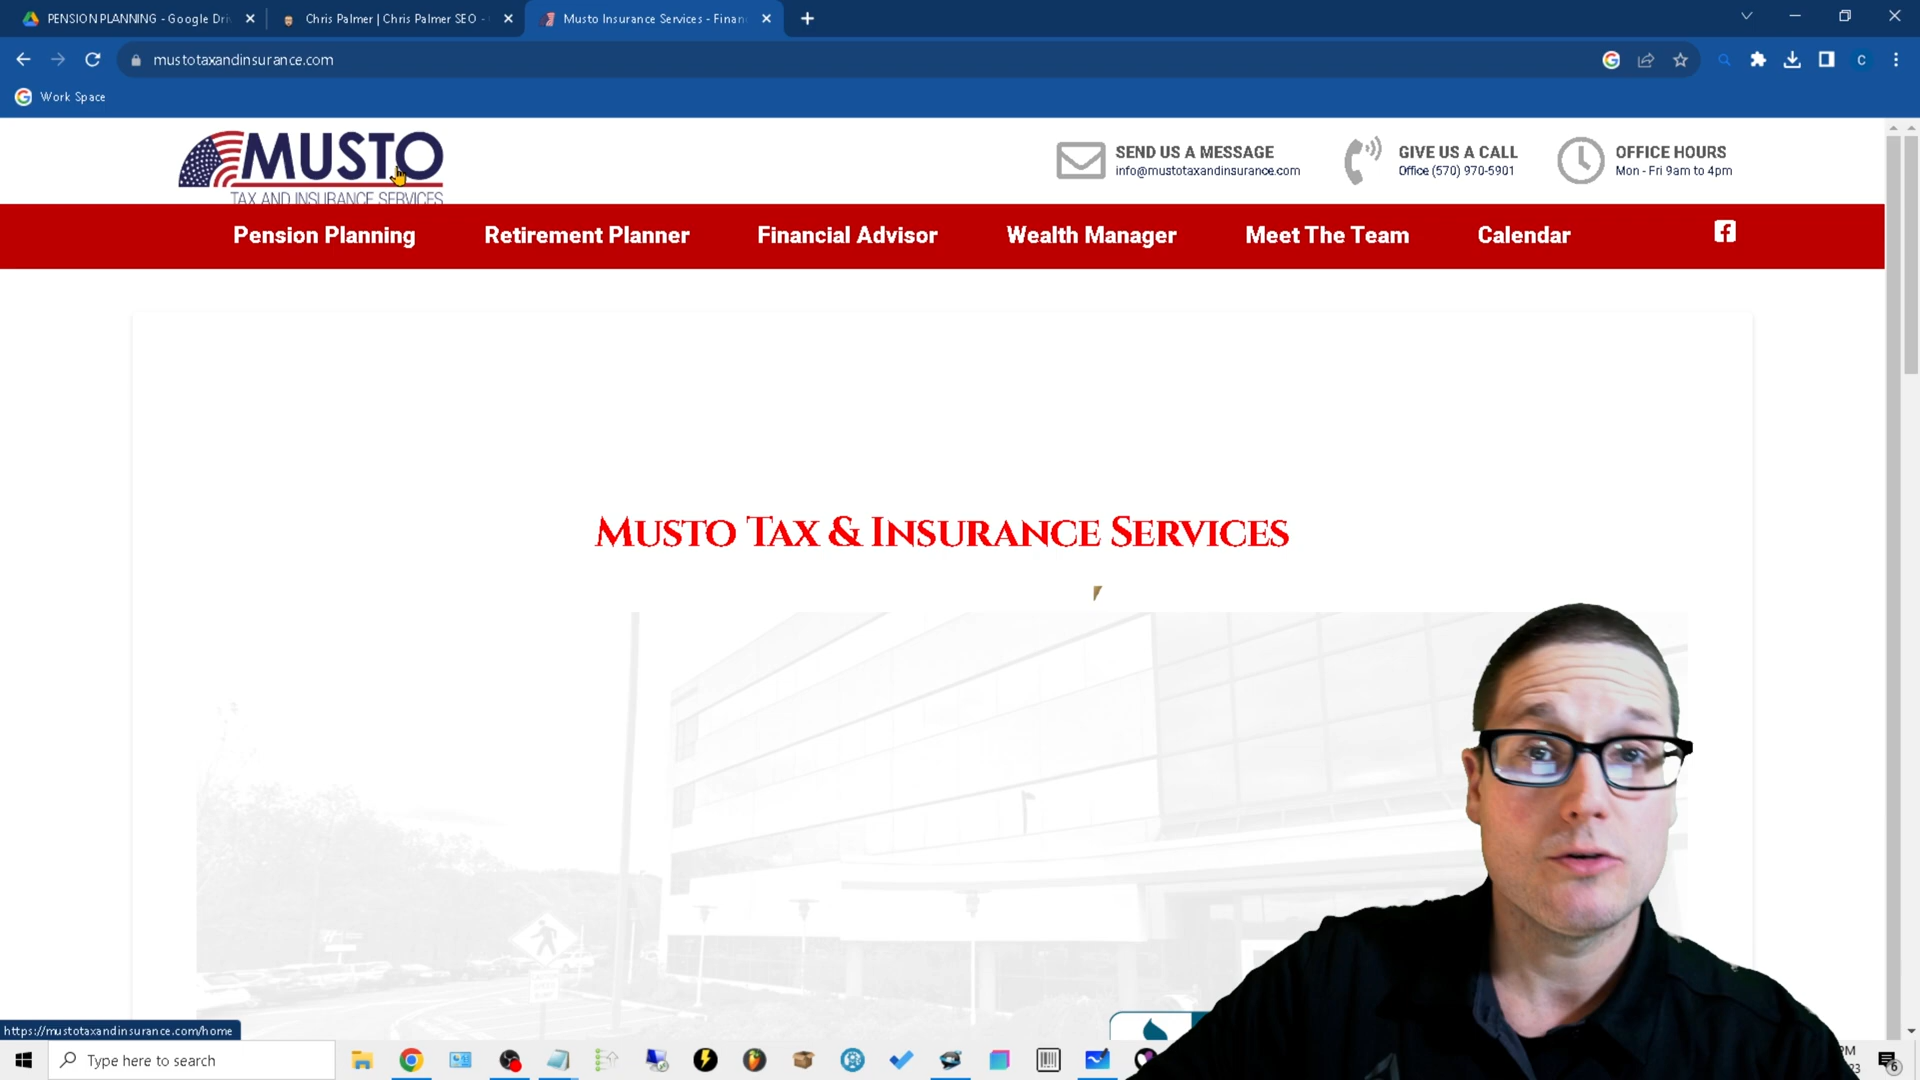 PENSION PLANNING - Google Dri
Chris Palmer | Chris Palmer SEO -
Musto Insurance Services - Finan
mustotaxandinsurance.com
C
Work Space
MUSTO
TAX AND INSURANCE SERVICES
SEND US A MESSAGE
info@mustotaxandinsurance.com
GIVE US A CALL
Office (570) 970-5901
OFFICE HOURS
Mon - Fri 9am to 4pm
Pension Planning
Retirement Planner
Financial Advisor
Wealth Manager
Meet The Team
Calendar
Musto Tax & Insurance Services
https://mustotaxandinsurance.com/home
Type here to search
PM
23
6